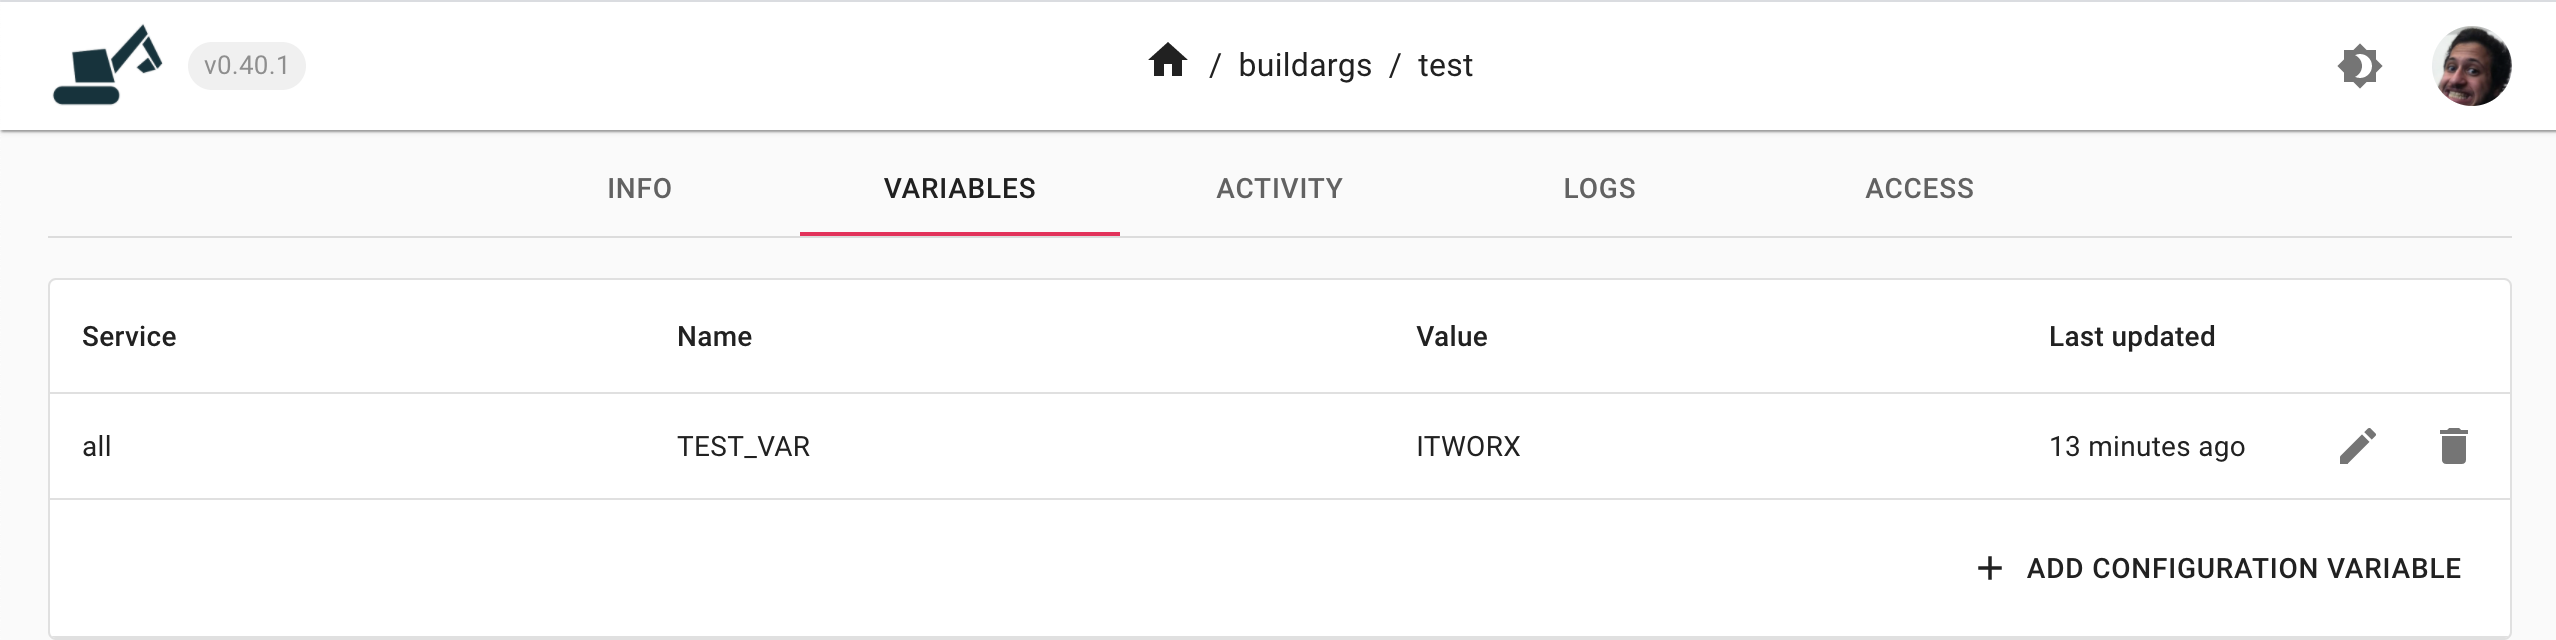 v0.40.1
/ buildargs / test
INFO VARIABLES ACTIVITY LOGS ACCESS
Service Name Value Last updated
all TEST_VAR ITWORX 13 minutes ago
+ ADD CONFIGURATION VARIABLE